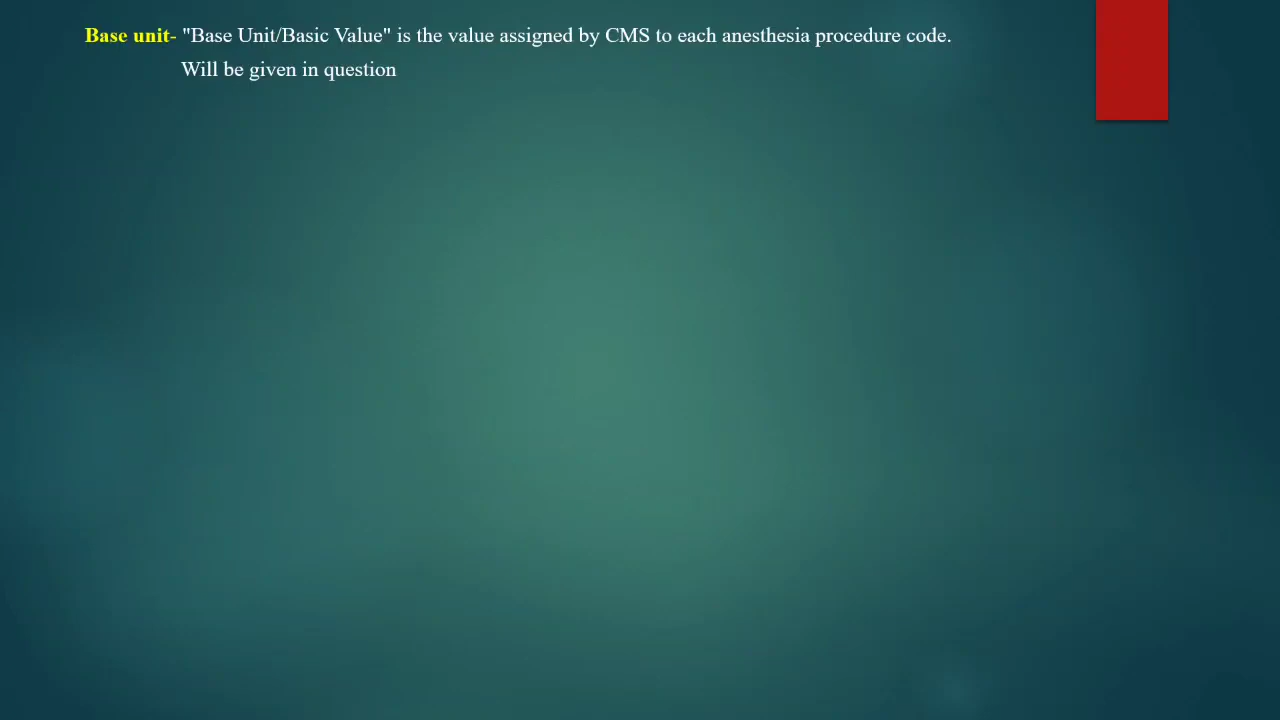 Base unit- "Base Unit/Basic Value" is the value assigned by CMS to each anesthesia procedure code.
Will be given in question